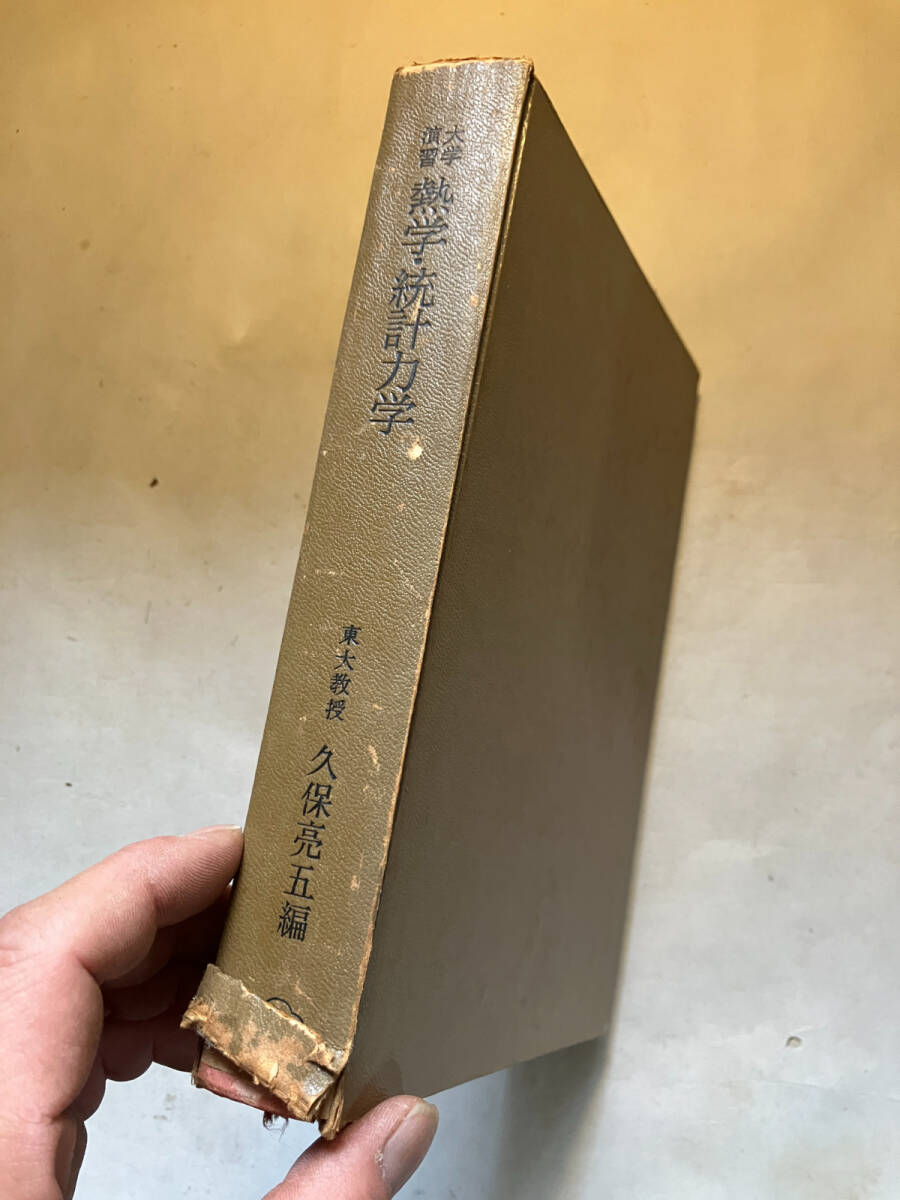 大学
演習
熱学・統計力学
東大教授
久保亮五編